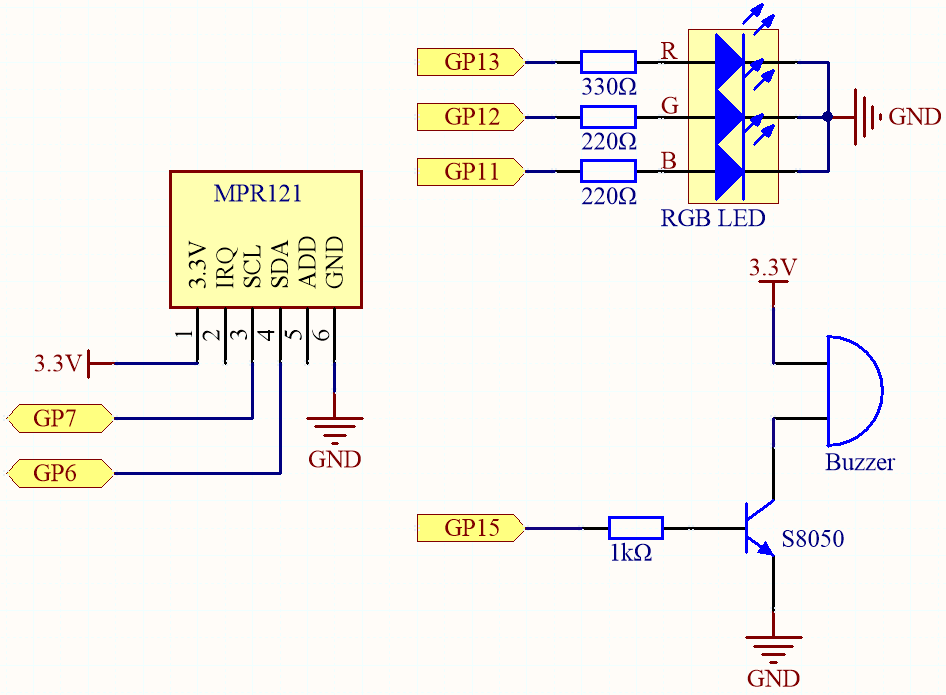 GP13
R
330Ω
GP12
G
220Ω
GND
GP11
B
220Ω
RGB LED
MPR121
3.3V
IRQ
SCL
SDA
ADD
GND
1
2
3
4
5
6
3.3V
GP7
GP6
GND
3.3V
Buzzer
GP15
1kΩ
S8050
GND